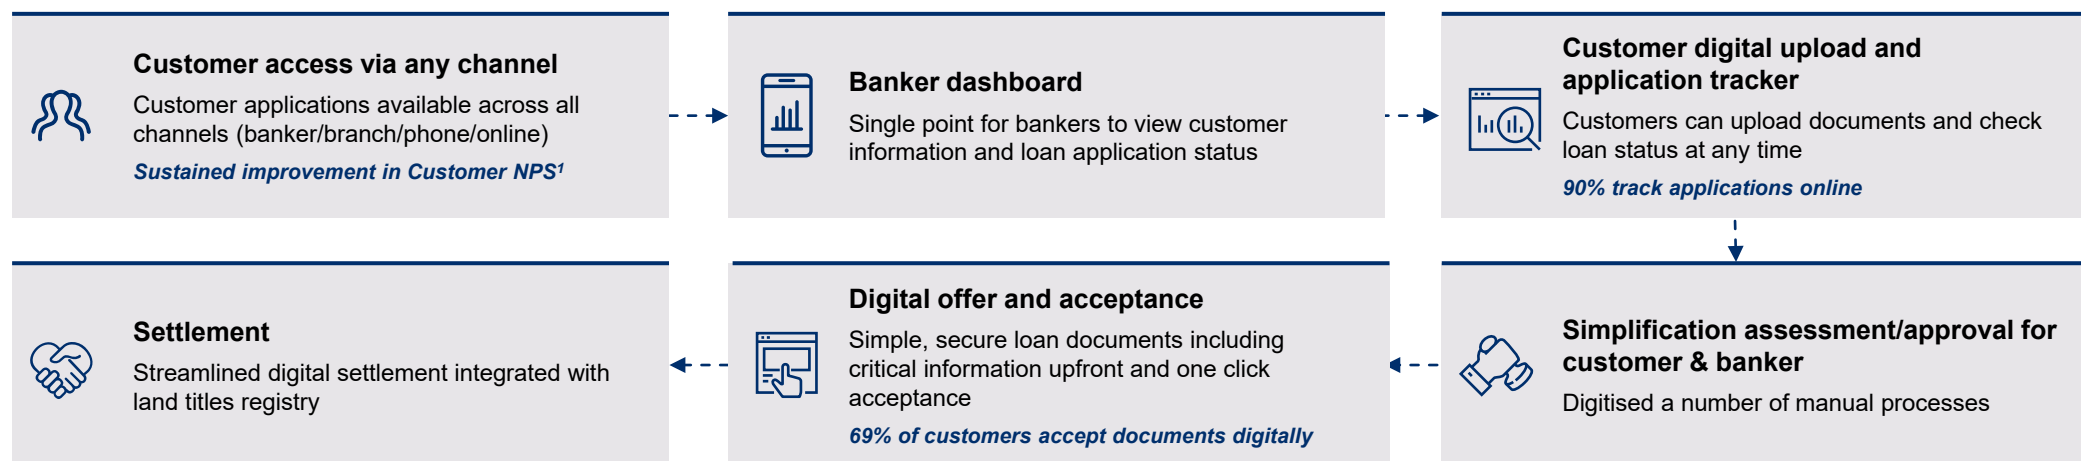 Customer access via any channel
Customer applications available across all
channels (banker/branch/phone/online)
Sustained improvement in Customer NPS¹
Banker dashboard
Single point for bankers to view customer
information and loan application status
Customer digital upload and
application tracker
Customers can upload documents and check
loan status at any time
90% track applications online
Simplification assessment/approval for
customer & banker
Digitised a number of manual processes
Digital offer and acceptance
Simple, secure loan documents including
critical information upfront and one click
acceptance
69% of customers accept documents digitally
Settlement
Streamlined digital settlement integrated with
land titles registry